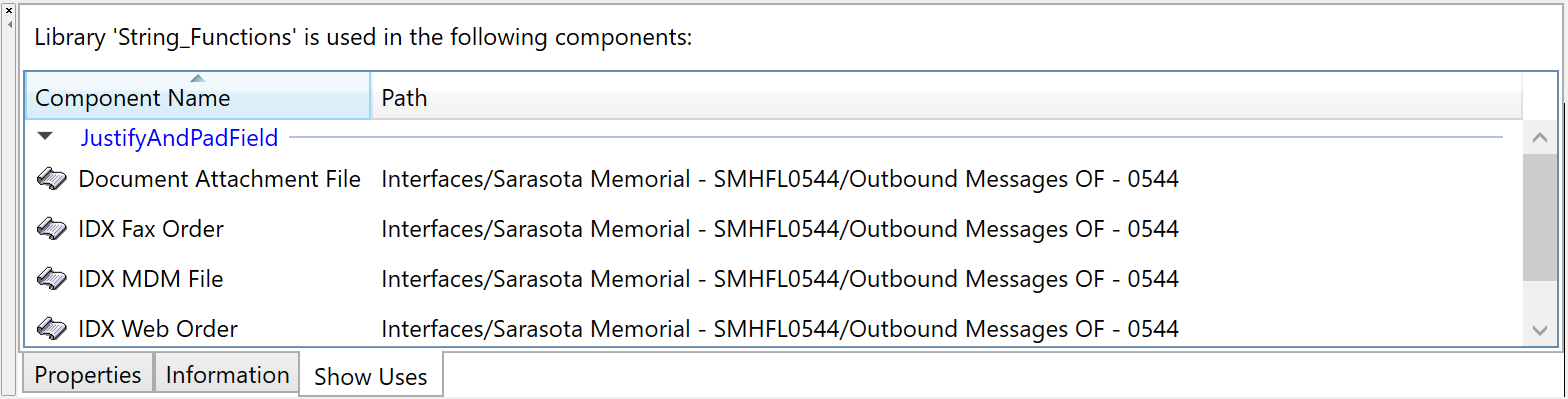 Library 'String_Functions' is used in the following components:
Component Name Path
JustifyAndPadField
Document Attachment File Interfaces/Sarasota Memorial - SMHFL0544/Outbound Messages OF - 0544
IDX Fax Order Interfaces/Sarasota Memorial - SMHFL0544/Outbound Messages OF - 0544
IDX MDM File Interfaces/Sarasota Memorial - SMHFL0544/Outbound Messages OF - 0544
IDX Web Order Interfaces/Sarasota Memorial - SMHFL0544/Outbound Messages OF - 0544
Properties Information Show Uses